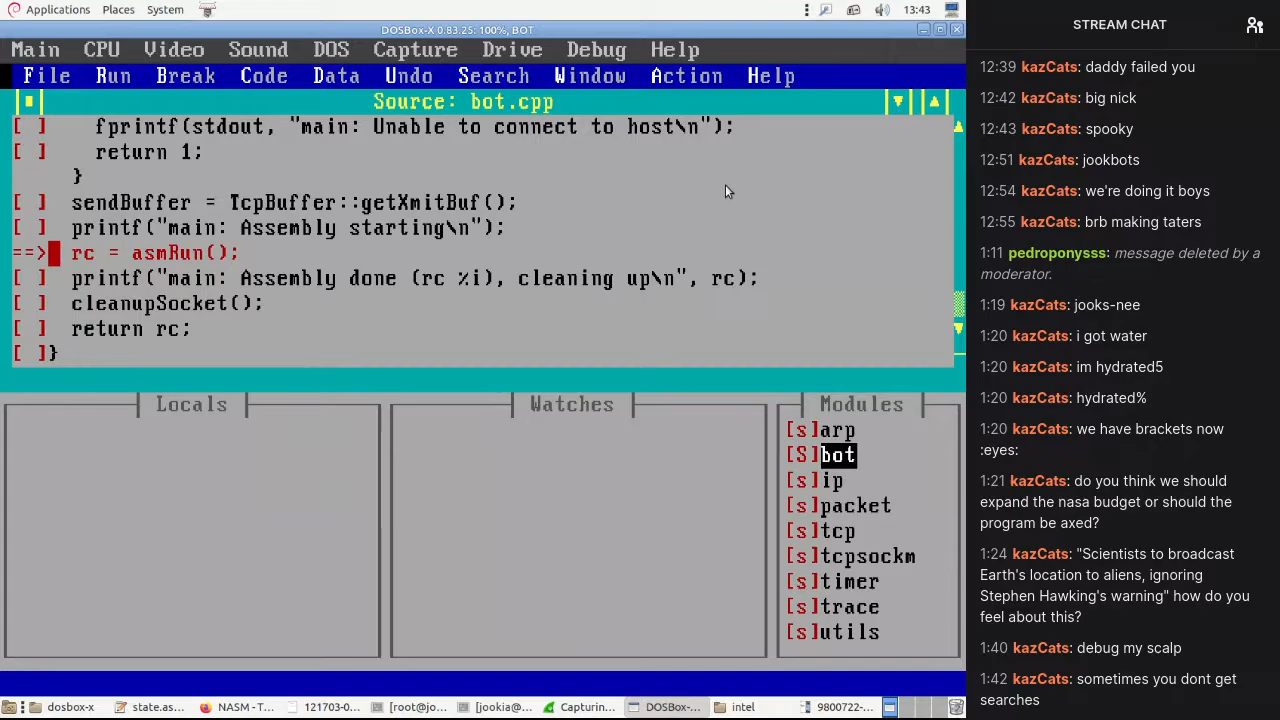 Applications Places System 13:43
DOSBox-X 0.83.25: 100%, BOT
Main CPU Video Sound DOS Capture Drive Debug Help
File Run Break Code Data Undo Search Window Action Help
Source: bot.cpp
[ ] fprintf(stdout, "main: Unable to connect to host\n");
[ ] return 1;
}
[ ] sendBuffer = TcpBuffer::getXmitBuf();
[ ] printf("main: Assembly starting\n");
==> rc = asmRun();
[ ] printf("main: Assembly done (rc %i), cleaning up\n", rc);
[ ] cleanupSocket();
[ ] return rc;
[ ]}
Locals
Watches
Modules
[s]arp
[S]bot
[s]ip
[s]packet
[s]tcp
[s]tcpsockm
[s]timer
[s]trace
[s]utils
dosbox-x state.as... NASM - T... 121703-0... [root@jo... [jookia@... Capturin... DOSBox-... intel 9800722-...
STREAM CHAT
12:39 kazCats: daddy failed you
12:42 kazCats: big nick
12:43 kazCats: spooky
12:51 kazCats: jookbots
12:54 kazCats: we're doing it boys
12:55 kazCats: brb making taters
1:11 pedroponysss: message deleted by a
moderator.
1:19 kazCats: jooks-nee
1:20 kazCats: i got water
1:20 kazCats: im hydrated5
1:20 kazCats: hydrated%
1:20 kazCats: we have brackets now
:eyes:
1:21 kazCats: do you think we should
expand the nasa budget or should the
program be axed?
1:24 kazCats: "Scientists to broadcast
Earth's location to aliens, ignoring
Stephen Hawking's warning" how do you
feel about this?
1:40 kazCats: debug my scalp
1:42 kazCats: sometimes you dont get
searches